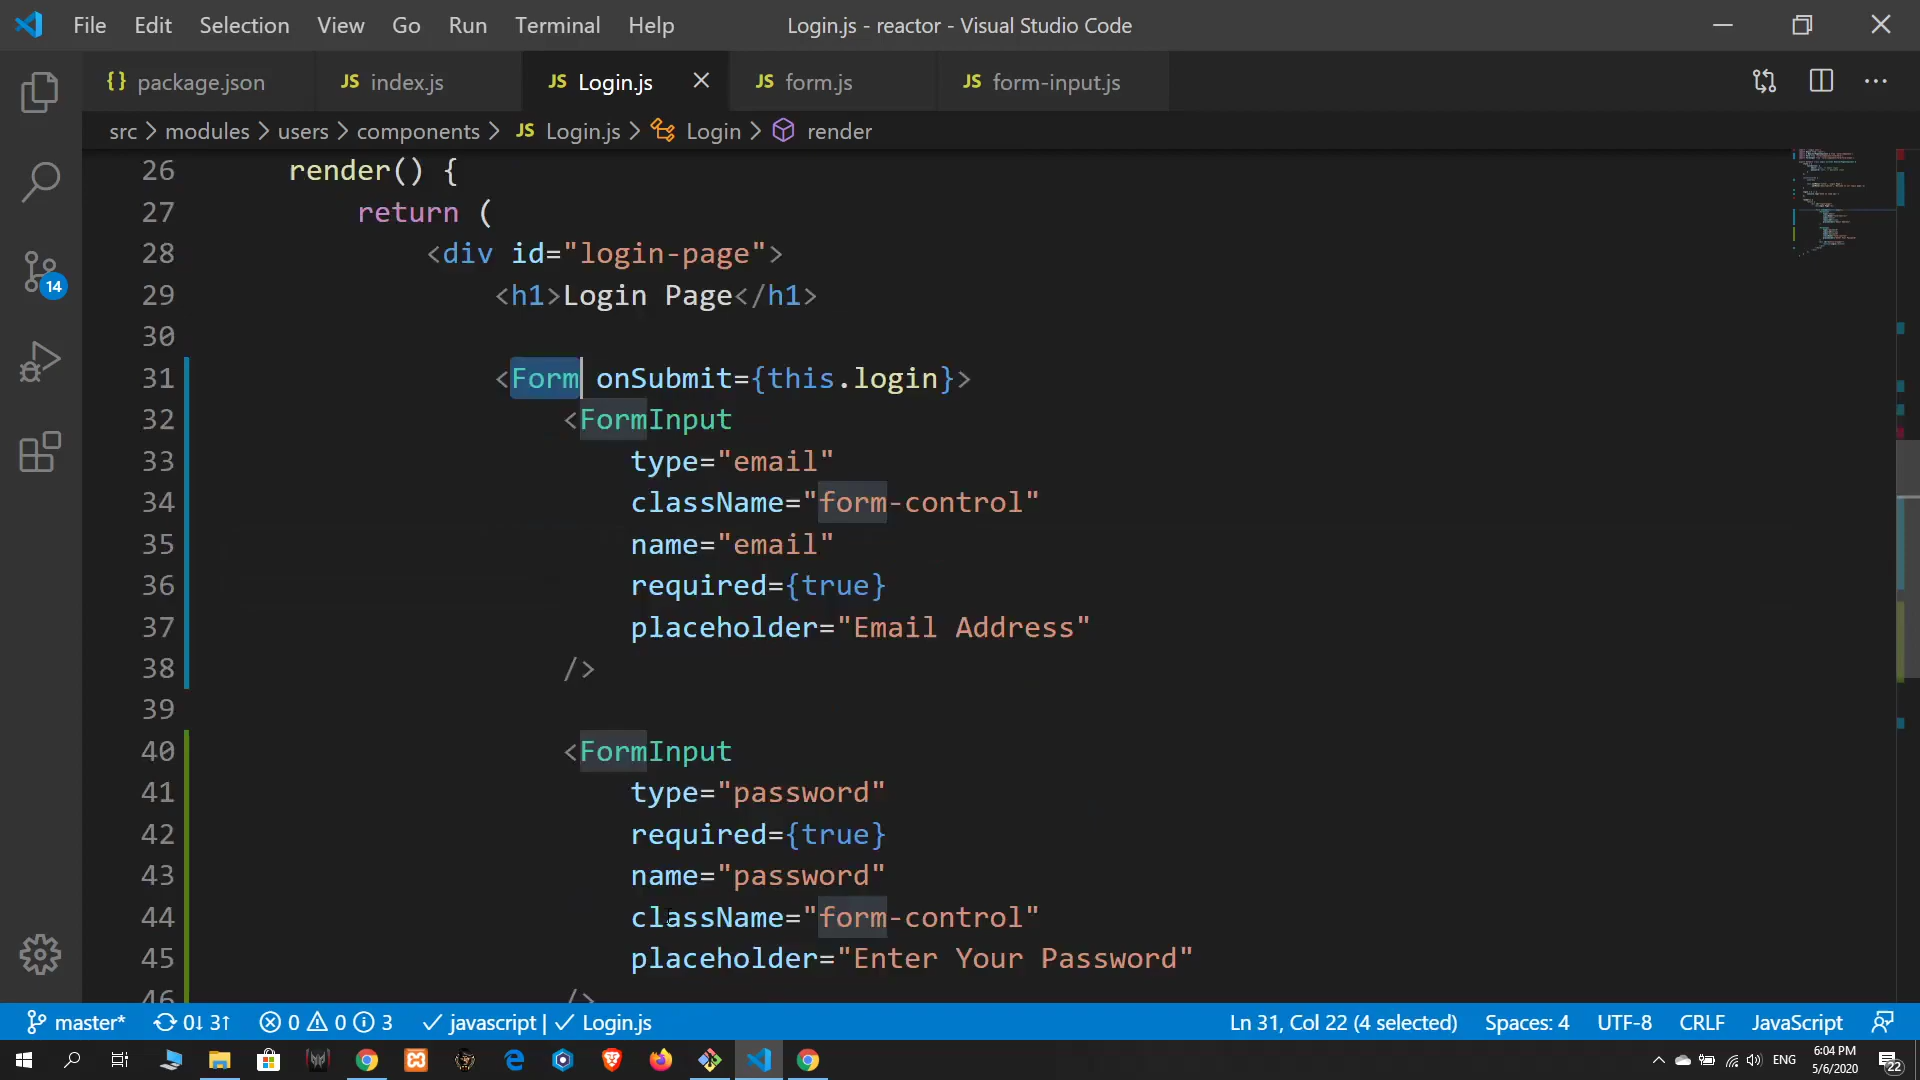 File Edit Selection View Go Run Terminal Help Login.js - reactor - Visual Studio Code
{} package.json JS index.js JS Login.js JS form.js JS form-input.js
src > modules > users > components > JS Login.js > Login > render
26 render() {
27 return (
28 <div id="login-page">
29 <h1>Login Page</h1>
30
31 <Form onSubmit={this.login}>
32 <FormInput
33 type="email"
34 className="form-control"
35 name="email"
36 required={true}
37 placeholder="Email Address"
38 />
39
40 <FormInput
41 type="password"
42 required={true}
43 name="password"
44 className="form-control"
45 placeholder="Enter Your Password"
46 />
14
master* 0↓ 3↑ 0 0 3 ✓ javascript | ✓ Login.js Ln 31, Col 22 (4 selected) Spaces: 4 UTF-8 CRLF JavaScript
ENG 6:04 PM
5/6/2020 22